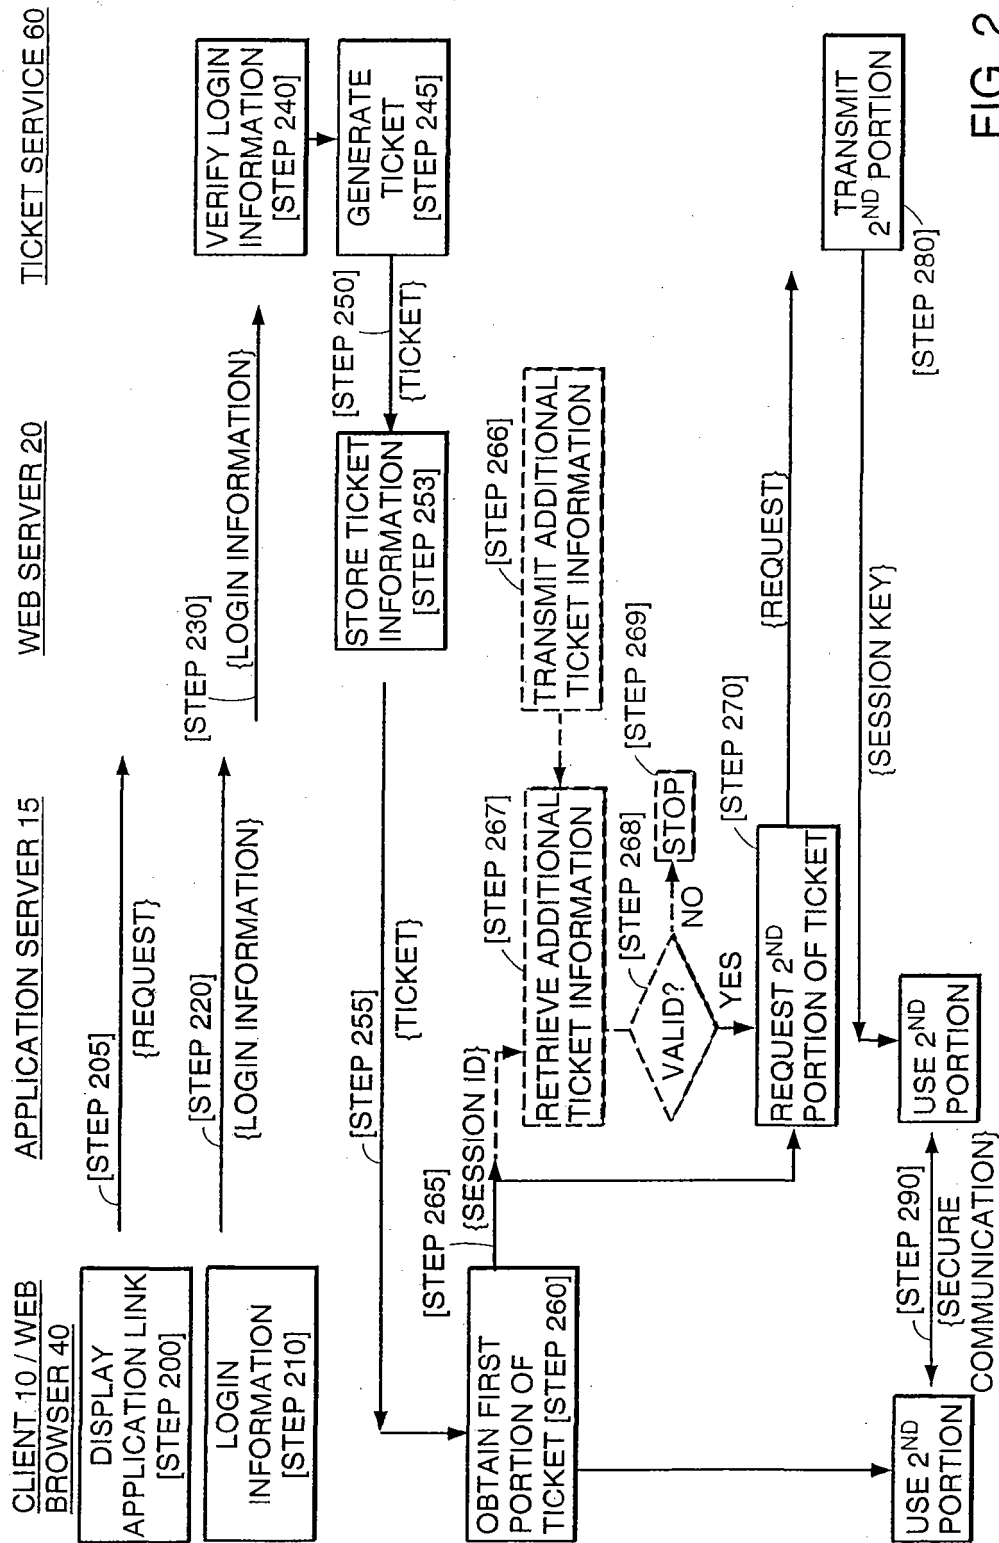 CLIENT 10 / WEB
BROWSER 40
APPLICATION SERVER 15
WEB SERVER 20
TICKET SERVICE 60
DISPLAY
APPLICATION LINK
[STEP 200]
[STEP 205]
{REQUEST}
LOGIN
INFORMATION
[STEP 210]
[STEP 220]
{LOGIN INFORMATION}
[STEP 230]
{LOGIN INFORMATION}
VERIFY LOGIN
INFORMATION
[STEP 240]
GENERATE
TICKET
[STEP 245]
[STEP 250]
{TICKET}
STORE TICKET
INFORMATION
[STEP 253]
[STEP 255]
{TICKET}
OBTAIN FIRST
PORTION OF
TICKET [STEP 260]
[STEP 265]
{SESSION ID}
[STEP 266]
TRANSMIT ADDITIONAL
TICKET INFORMATION
[STEP 267]
RETRIEVE ADDITIONAL
TICKET INFORMATION
[STEP 268]
VALID?
NO
[STEP 269]
STOP
YES
[STEP 270]
REQUEST 2ND
PORTION OF TICKET
{REQUEST}
TRANSMIT
2ND PORTION
[STEP 280]
{SESSION KEY}
USE 2ND
PORTION
[STEP 290]
{SECURE
COMMUNICATION}
USE 2ND
PORTION
FIG. 2